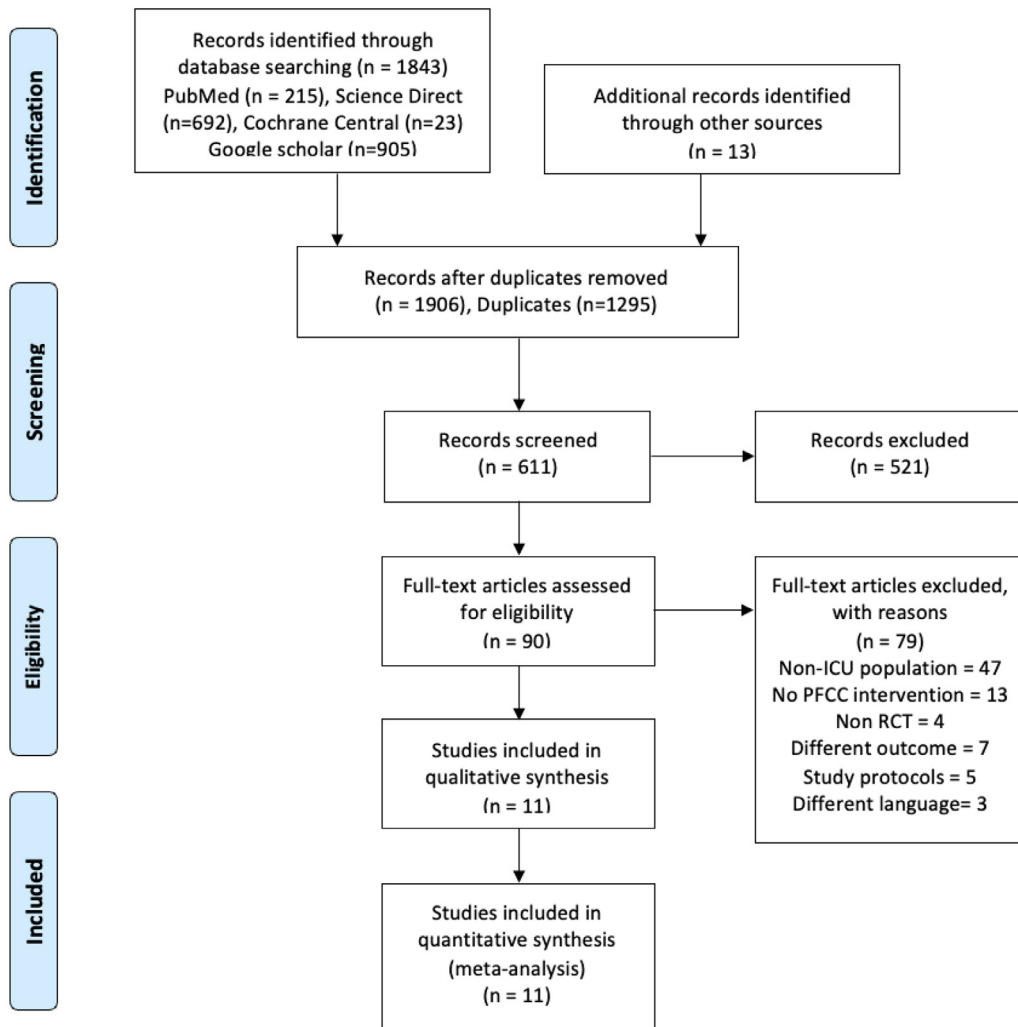 Identification
Records identified through
database searching (n = 1843)
PubMed (n = 215), Science Direct
(n=692), Cochrane Central (n=23)
Google scholar (n=905)
Additional records identified
through other sources
(n = 13)
Records after duplicates removed
(n = 1906), Duplicates (n=1295)
Screening
Records screened
(n = 611)
Records excluded
(n = 521)
Eligibility
Full-text articles assessed
for eligibility
(n = 90)
Full-text articles excluded,
with reasons
(n = 79)
Non-ICU population = 47
No PFCC intervention = 13
Non RCT = 4
Different outcome = 7
Study protocols = 5
Different language= 3
Studies included in
qualitative synthesis
(n = 11)
Included
Studies included in
quantitative synthesis
(meta-analysis)
(n = 11)